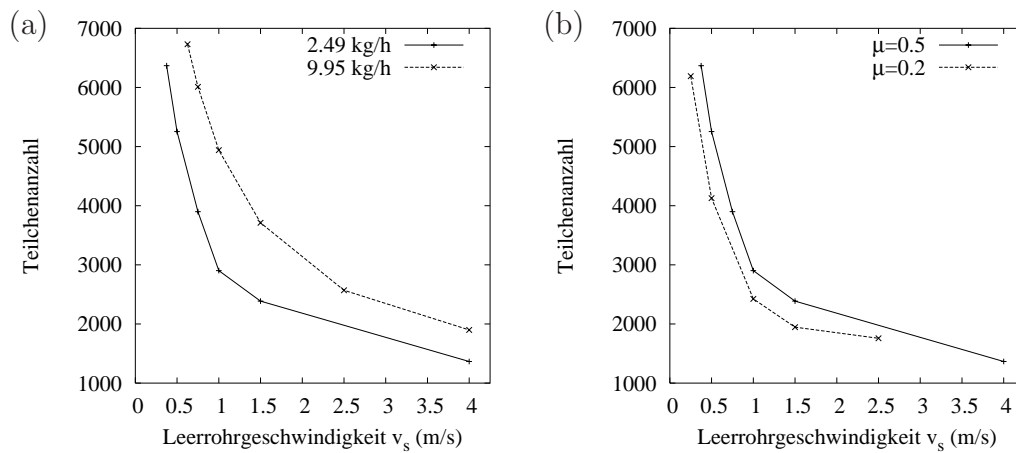 (a)
7000
6000
5000
4000
3000
2000
1000
Teilchenanzahl
2.49 kg/h
9.95 kg/h
0 0.5 1 1.5 2 2.5 3 3.5 4
Leerrohrgeschwindigkeit vs (m/s)
(b)
7000
6000
5000
4000
3000
2000
1000
Teilchenanzahl
μ=0.5
μ=0.2
0 0.5 1 1.5 2 2.5 3 3.5 4
Leerrohrgeschwindigkeit vs (m/s)